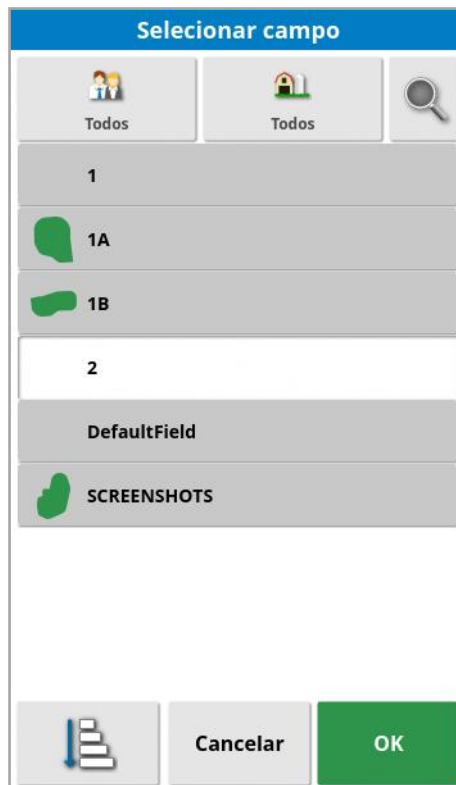 Selecionar campo
Todos
Todos
1
1A
1B
2
DefaultField
SCREENSHOTS
Cancelar
OK